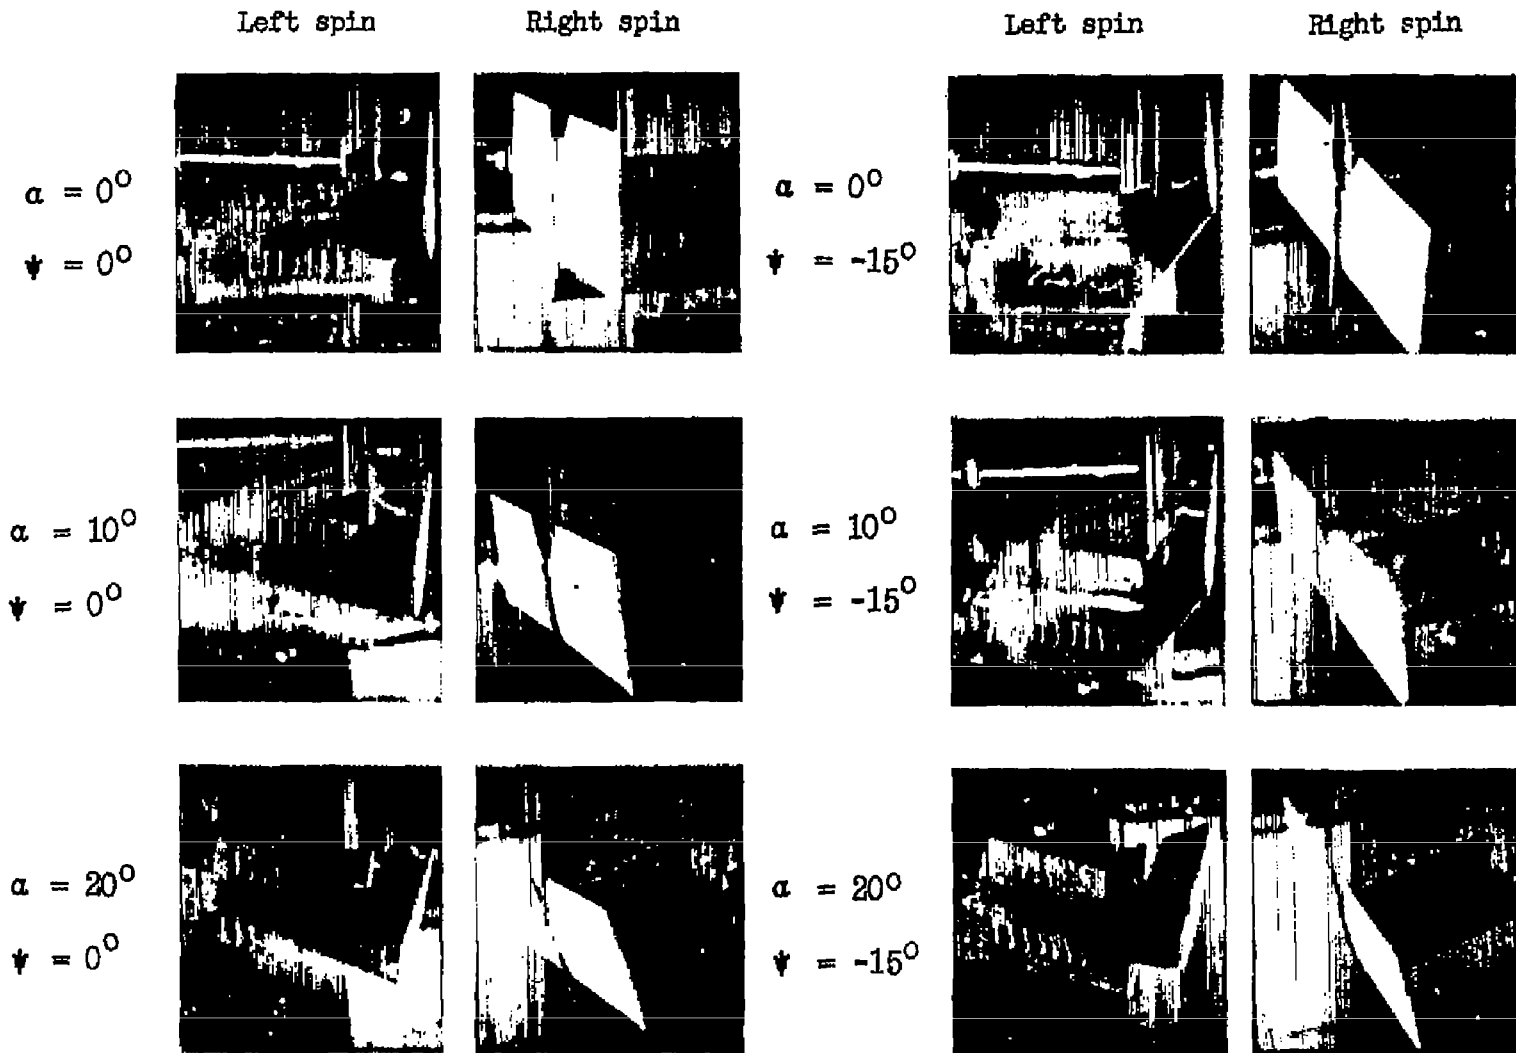 Left spin Right spin Left spin Right spin
α = 0° α = 0°
ψ = 0° ψ = -15°
α = 10° α = 10°
ψ = 0° ψ = -15°
α = 20° α = 20°
ψ = 0° ψ = -15°